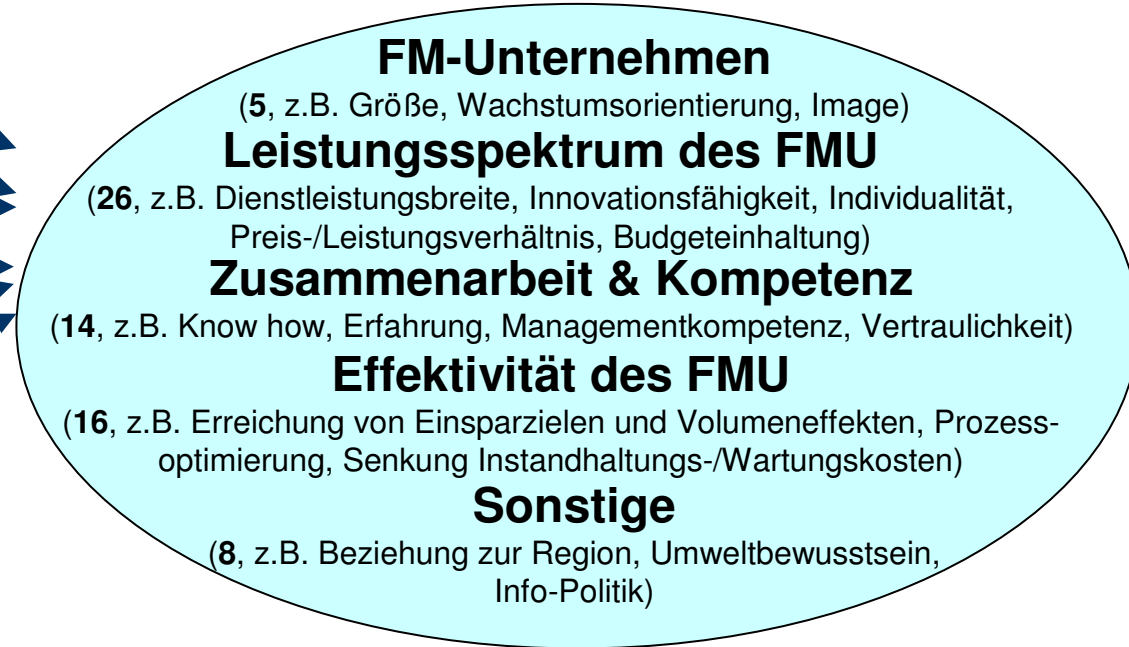 FM-Unternehmen
(5, z.B. Größe, Wachstumsorientierung, Image)
Leistungsspektrum des FMU
(26, z.B. Dienstleistungsbreite, Innovationsfähigkeit, Individualität,
Preis-/Leistungsverhältnis, Budgeteinhaltung)
Zusammenarbeit & Kompetenz
(14, z.B. Know how, Erfahrung, Managementkompetenz, Vertraulichkeit)
Effektivität des FMU
(16, z.B. Erreichung von Einsparzielen und Volumeneffekten, Prozess-
optimierung, Senkung Instandhaltungs-/Wartungskosten)
Sonstige
(8, z.B. Beziehung zur Region, Umweltbewusstsein,
Info-Politik)